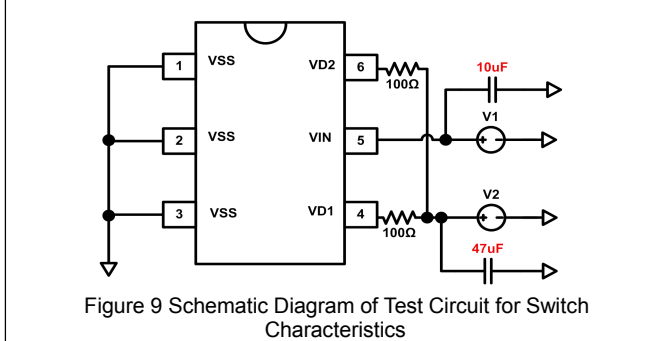 10uF
1 VSS VD2 6
100Ω
V1
2 VSS VIN 5
+ -
V2
3 VSS VD1 4
+ -
100Ω
47uF
Figure 9 Schematic Diagram of Test Circuit for Switch
Characteristics